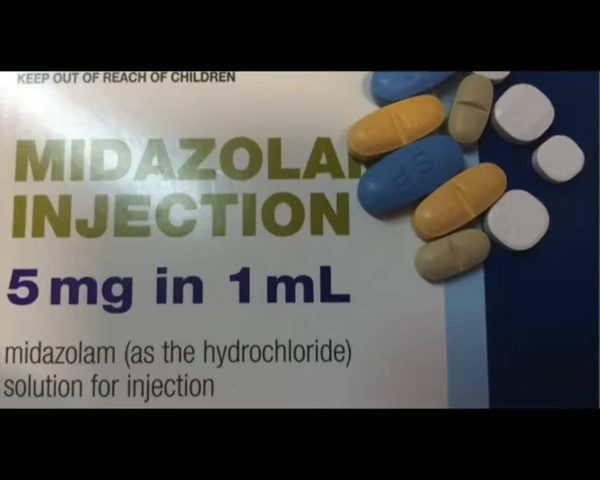 KEEP OUT OF REACH OF CHILDREN
MIDAZOLA
INJECTION
5 mg in 1 mL
midazolam (as the hydrochloride)
solution for injection